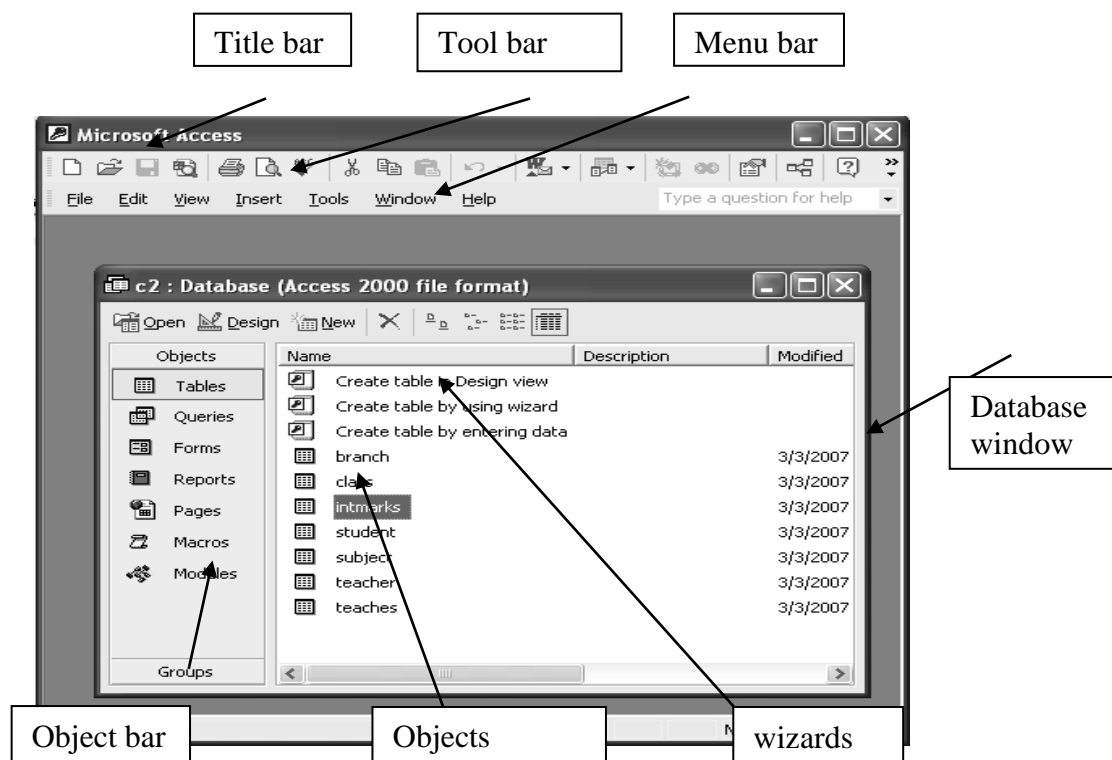 Title bar Tool bar Menu bar
Microsoft Access
File Edit View Insert Tools Window Help Type a question for help
c2 : Database (Access 2000 file format)
Open Design New
Objects Name Description Modified
Tables Create table in Design view
Queries Create table by using wizard
Create table by entering data
Forms branch 3/3/2007
Reports class 3/3/2007
Pages intmarks 3/3/2007
Macros student 3/3/2007
subject 3/3/2007
Modules teacher 3/3/2007
teaches 3/3/2007
Groups
Database
window
Object bar Objects wizards